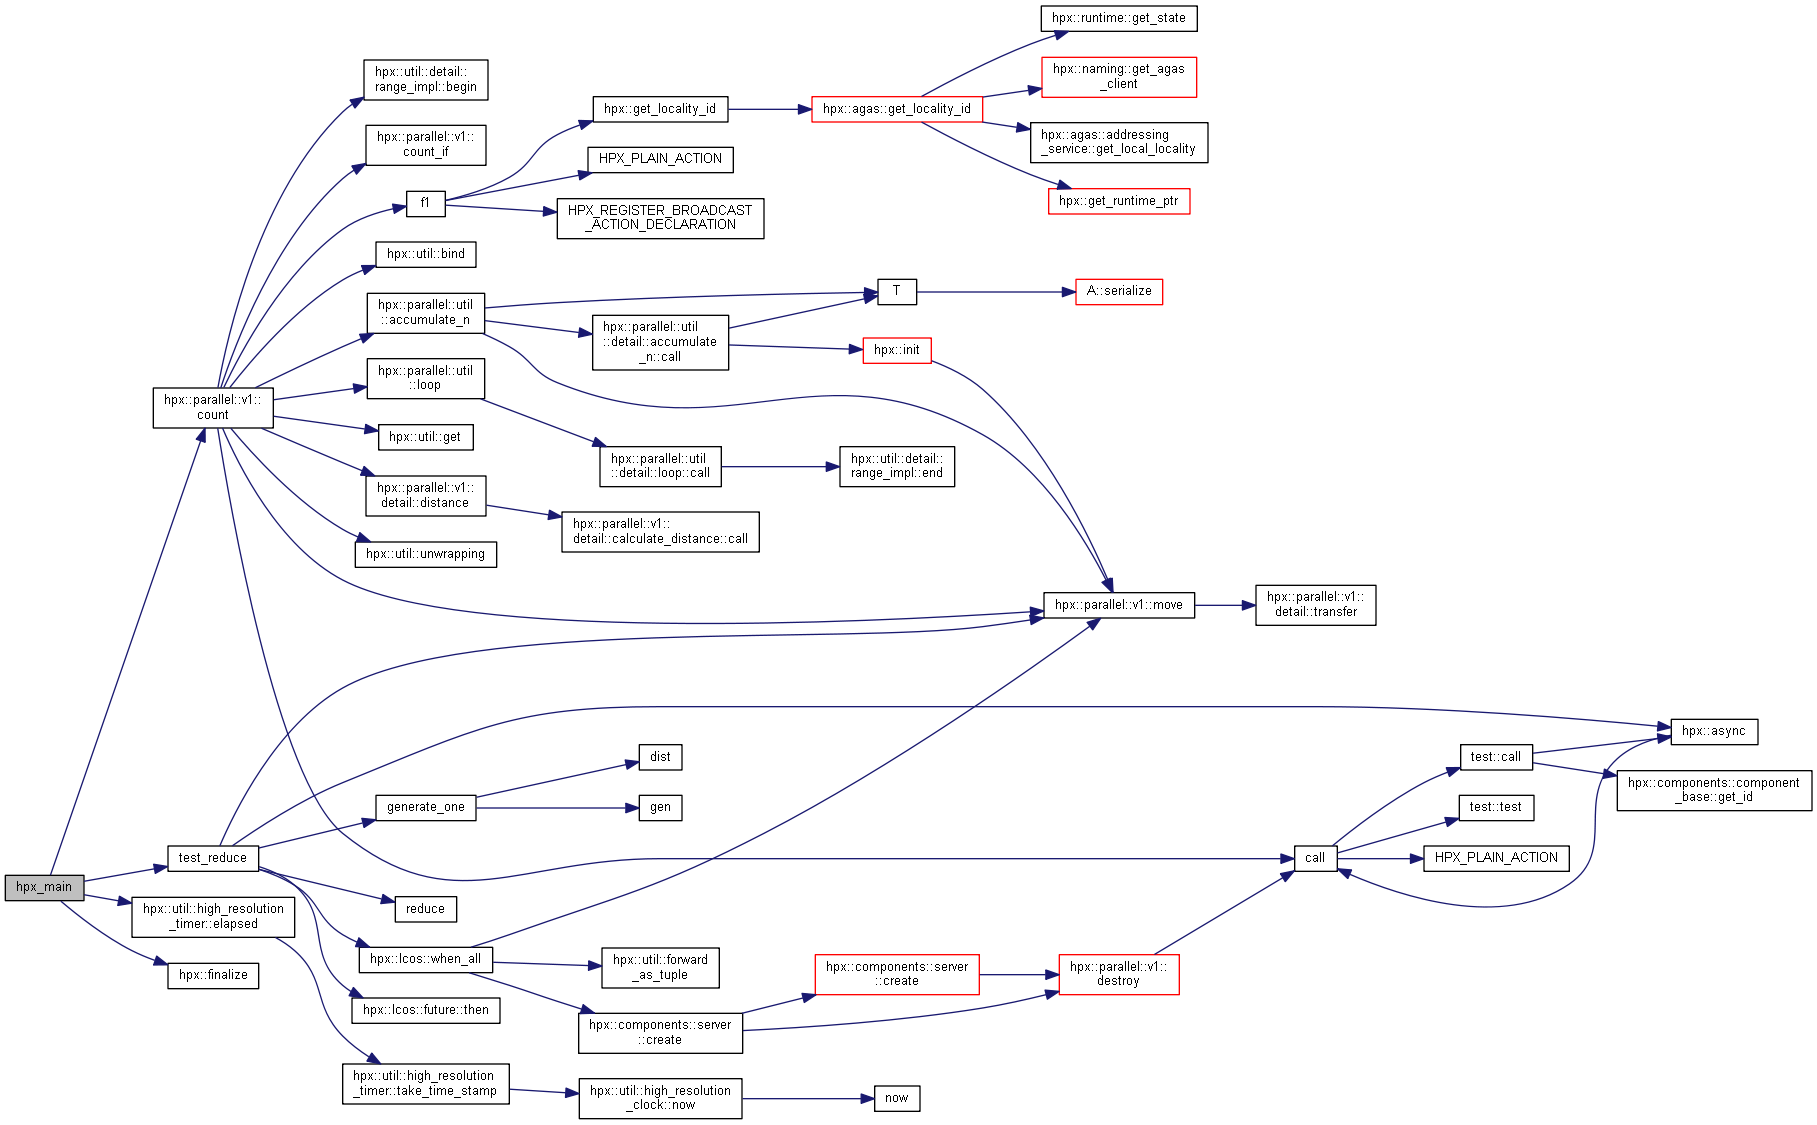 hpx::runtime::get_state
hpx::util::detail::
range_impl::begin
hpx::naming::get_agas
_client
hpx::get_locality_id
hpx::agas::get_locality_id
hpx::parallel::v1::
count_if
HPX_PLAIN_ACTION
hpx::agas::addressing
_service::get_local_locality
f1
HPX_REGISTER_BROADCAST
_ACTION_DECLARATION
hpx::get_runtime_ptr
hpx::util::bind
hpx::parallel::util
::accumulate_n
T
A::serialize
hpx::parallel::util
::detail::accumulate
_n::call
hpx::init
hpx::parallel::util
::loop
hpx::parallel::v1::
count
hpx::util::get
hpx::parallel::util
::detail::loop::call
hpx::util::detail::
range_impl::end
hpx::parallel::v1::
detail::distance
hpx::parallel::v1::
detail::calculate_distance::call
hpx::util::unwrapping
hpx::parallel::v1::move
hpx::parallel::v1::
detail::transfer
hpx::async
dist
test::call
hpx::components::component
_base::get_id
generate_one
gen
test::test
test_reduce
call
HPX_PLAIN_ACTION
hpx_main
reduce
hpx::util::high_resolution
_timer::elapsed
hpx::lcos::when_all
hpx::util::forward
_as_tuple
hpx::components::server
::create
hpx::parallel::v1::
destroy
hpx::finalize
hpx::lcos::future::then
hpx::components::server
::create
hpx::util::high_resolution
_timer::take_time_stamp
hpx::util::high_resolution
_clock::now
now